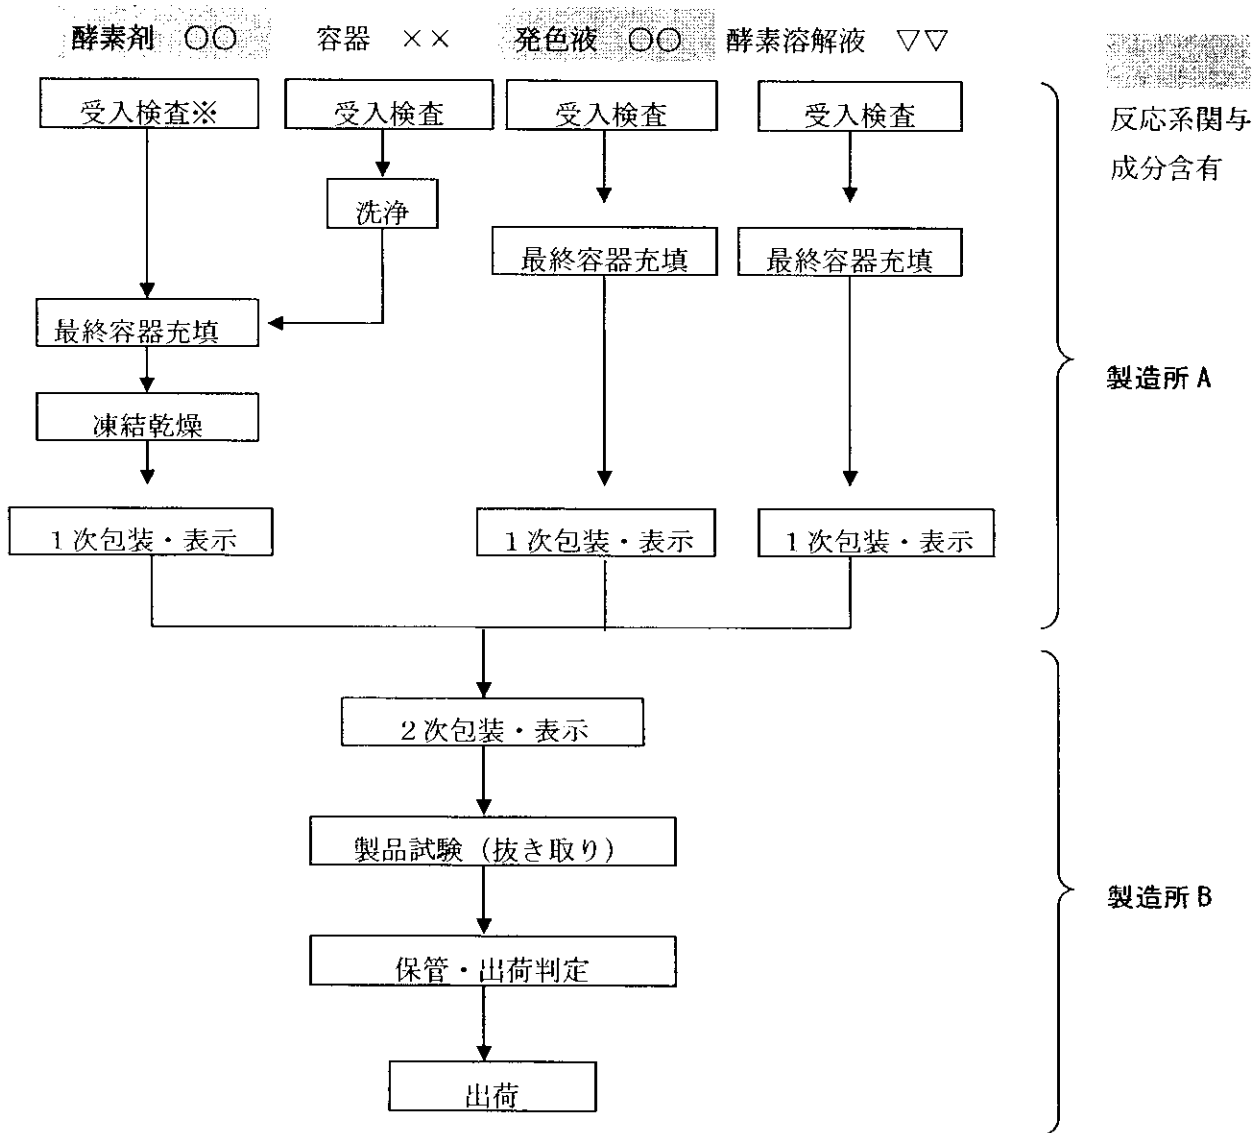 酵素剤 〇〇 容器 ×× 発色液 〇〇 酵素溶解液 ▽▽
受入検査※ 受入検査 受入検査 受入検査
反応系関与
成分含有
洗浄
最終容器充填 最終容器充填
最終容器充填
製造所 A
凍結乾燥
1次包装・表示 1次包装・表示 1次包装・表示
2次包装・表示
製品試験（抜き取り）
製造所 B
保管・出荷判定
出荷